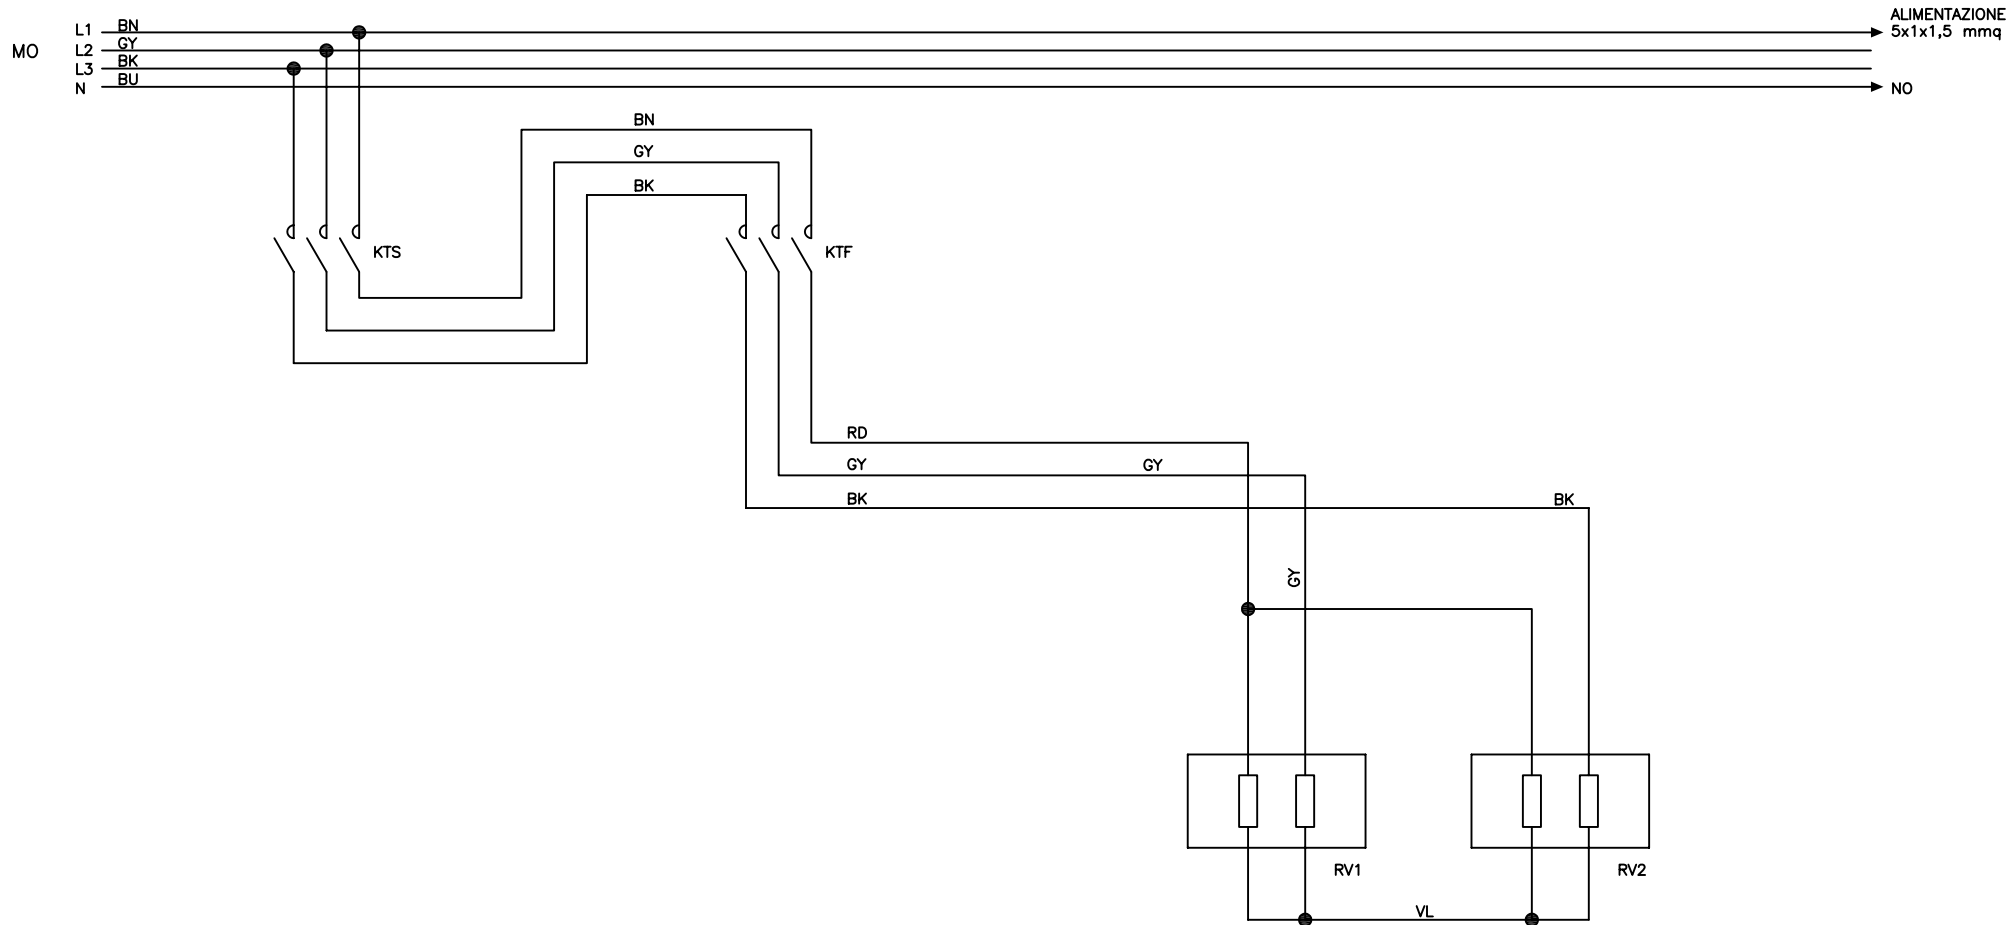 MO
L1 BN
L2 GY
L3 BK
N BU
ALIMENTAZIONE
5x1x1,5 mmq
NO
BN
GY
BK
KTS
KTF
RD
GY GY
BK BK
GY
RV1
RV2
VL